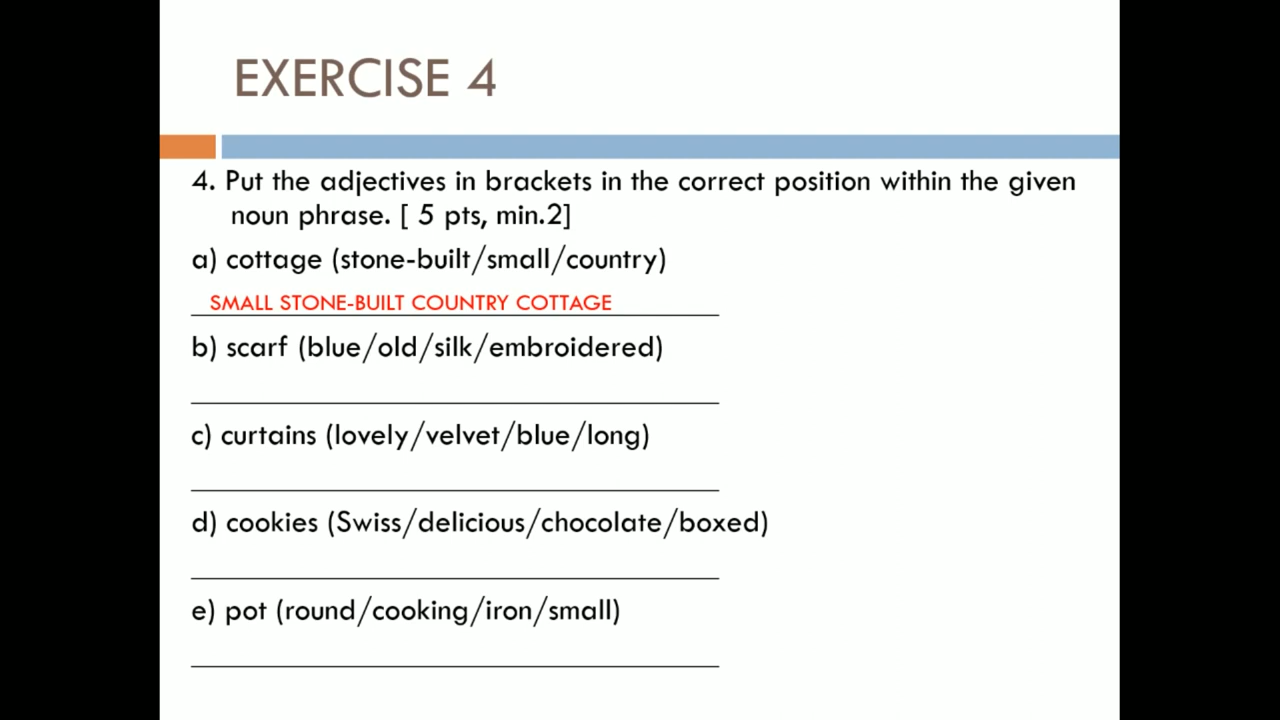 EXERCISE 4
4. Put the adjectives in brackets in the correct position within the given
noun phrase. [ 5 pts, min.2]
a) cottage (stone-built/small/country)
SMALL STONE-BUILT COUNTRY COTTAGE
b) scarf (blue/old/silk/embroidered)
c) curtains (lovely/velvet/blue/long)
d) cookies (Swiss/delicious/chocolate/boxed)
e) pot (round/cooking/iron/small)